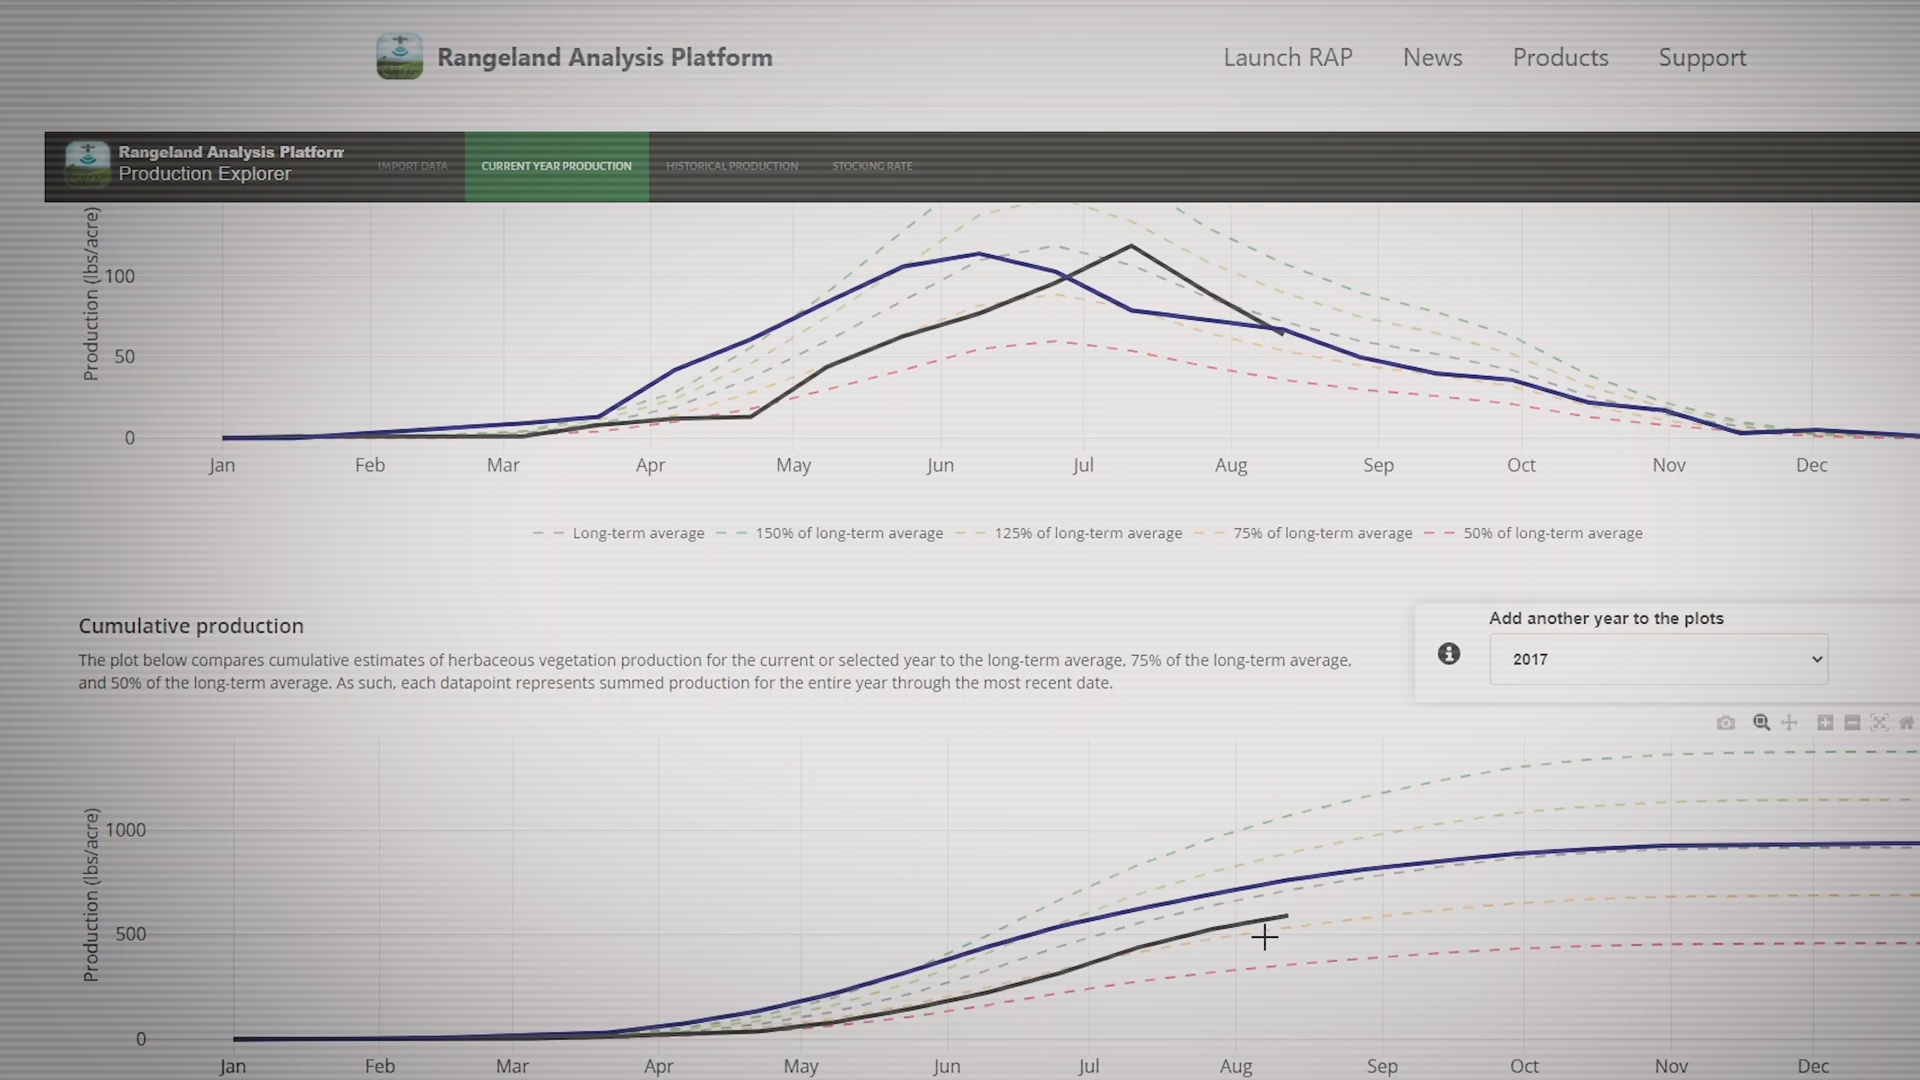 Rangeland Analysis Platform
Launch RAP News Products Support
Rangeland Analysis Platform
Production Explorer
IMPORT DATA CURRENT YEAR PRODUCTION HISTORICAL PRODUCTION STOCKING RATE
Production (lbs/acre)
100
50
0
Jan Feb Mar Apr May Jun Jul Aug Sep Oct Nov Dec
Long-term average 150% of long-term average 125% of long-term average 75% of long-term average 50% of long-term average
Cumulative production
The plot below compares cumulative estimates of herbaceous vegetation production for the current or selected year to the long-term average, 75% of the long-term average,
and 50% of the long-term average. As such, each datapoint represents summed production for the entire year through the most recent date.
Add another year to the plots
2017
Production (lbs/acre)
1000
500
0
Jan Feb Mar Apr May Jun Jul Aug Sep Oct Nov Dec